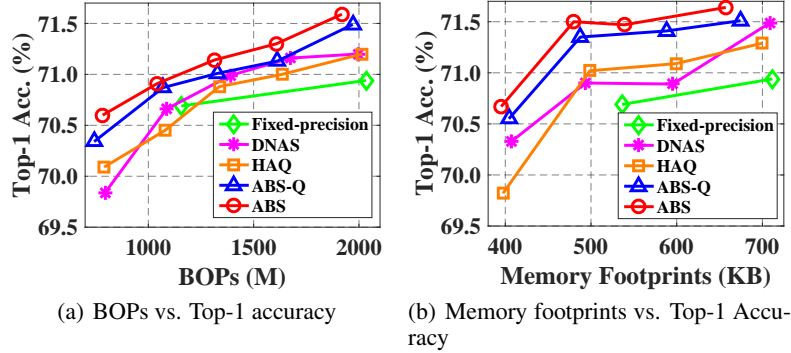 71.5
71.0
70.5
70.0
69.5
Top-1 Acc. (%)
1000
1500
2000
BOPs (M)
Fixed-precision
DNAS
HAQ
ABS-Q
ABS
(a) BOPs vs. Top-1 accuracy
71.5
71.0
70.5
70.0
69.5
Top-1 Acc. (%)
400
500
600
700
Memory Footprints (KB)
Fixed-precision
DNAS
HAQ
ABS-Q
ABS
(b) Memory footprints vs. Top-1 Accu-
racy